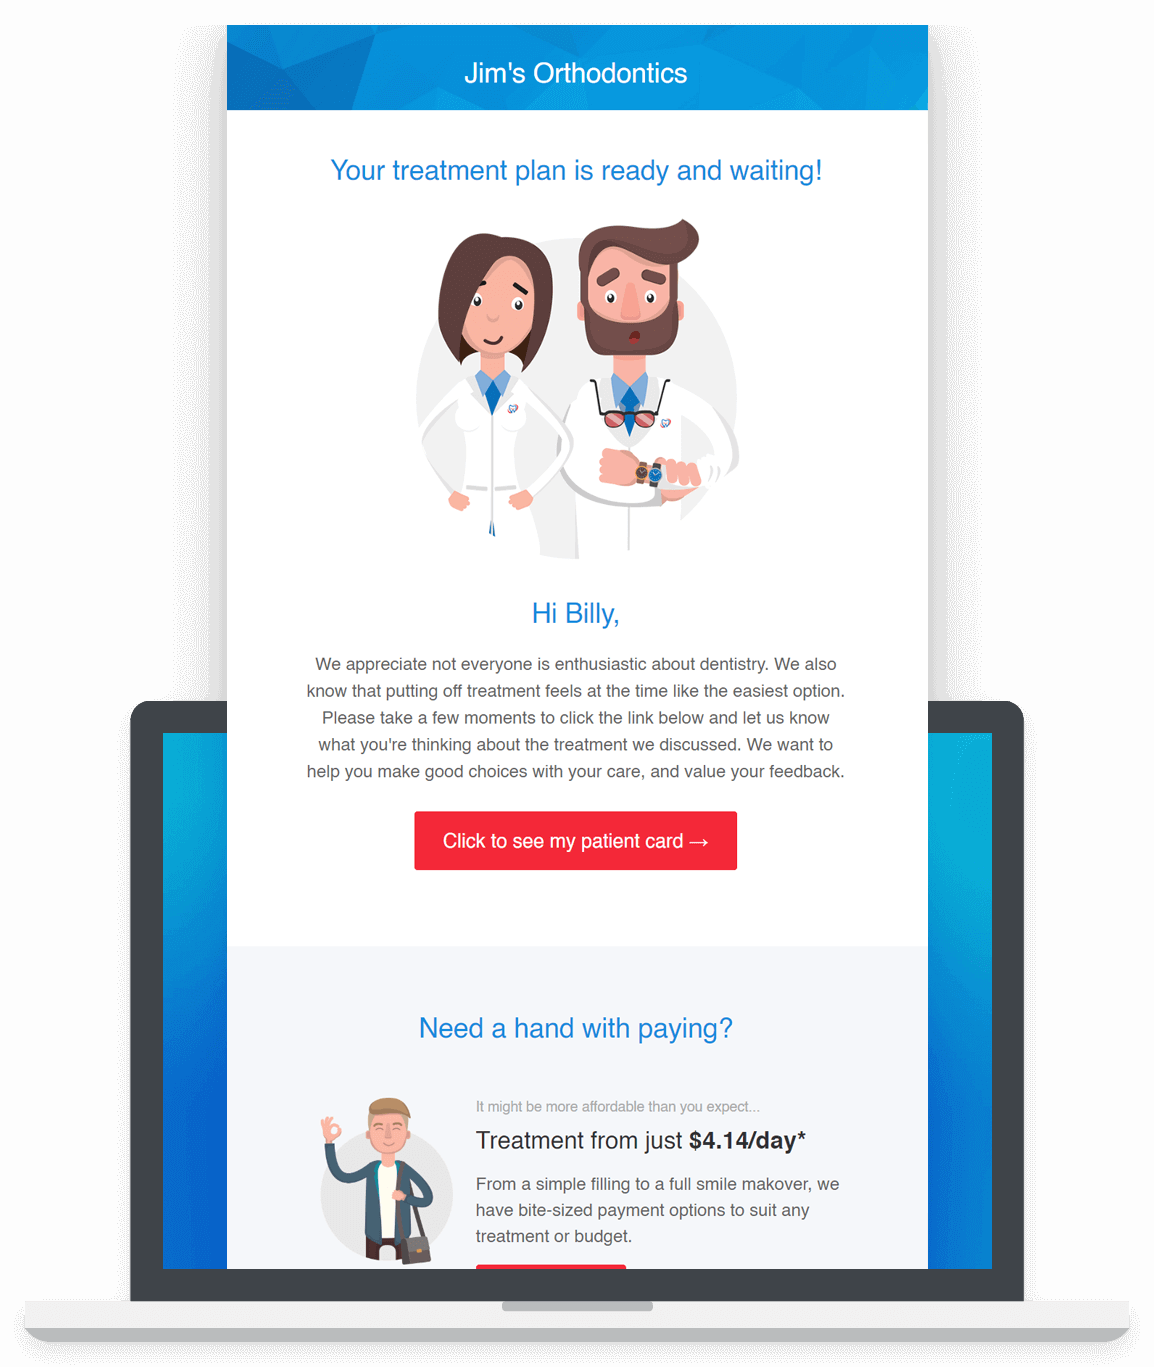 Jim's Orthodontics
Your treatment plan is ready and waiting!
Hi Billy,
We appreciate not everyone is enthusiastic about dentistry. We also
know that putting off treatment feels at the time like the easiest option.
Please take a few moments to click the link below and let us know
what you're thinking about the treatment we discussed. We want to
help you make good choices with your care, and value your feedback.
Click to see my patient card →
Need a hand with paying?
It might be more affordable than you expect...
Treatment from just $4.14/day*
From a simple filling to a full smile makover, we
have bite-sized payment options to suit any
treatment or budget.